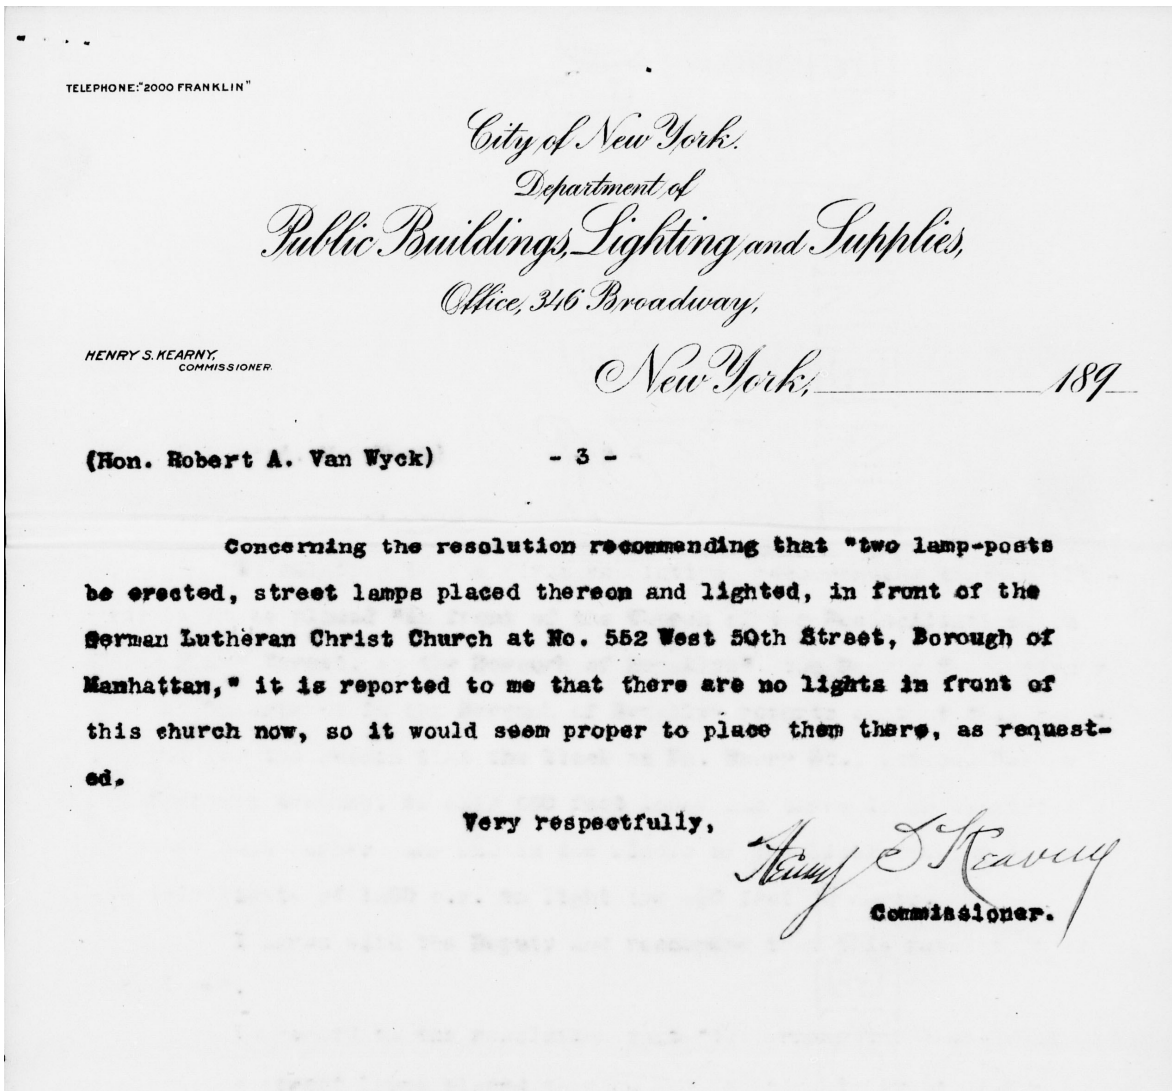 TELEPHONE: "2000 FRANKLIN"
City of New York.
Department of
Public Buildings, Lighting and Supplies,
Office, 346 Broadway,
HENRY S. KEARNY,
COMMISSIONER.
New York, 189
(Hon. Robert A. Van Wyck) - 3 -
Concerning the resolution recommending that "two lamp-posts
be erected, street lamps placed thereon and lighted, in front of the
German Lutheran Christ Church at No. 552 West 50th Street, Borough of
Manhattan," it is reported to me that there are no lights in front of
this church now, so it would seem proper to place them there, as request-
ed.
Very respectfully,
Henry S Kearny
Commissioner.